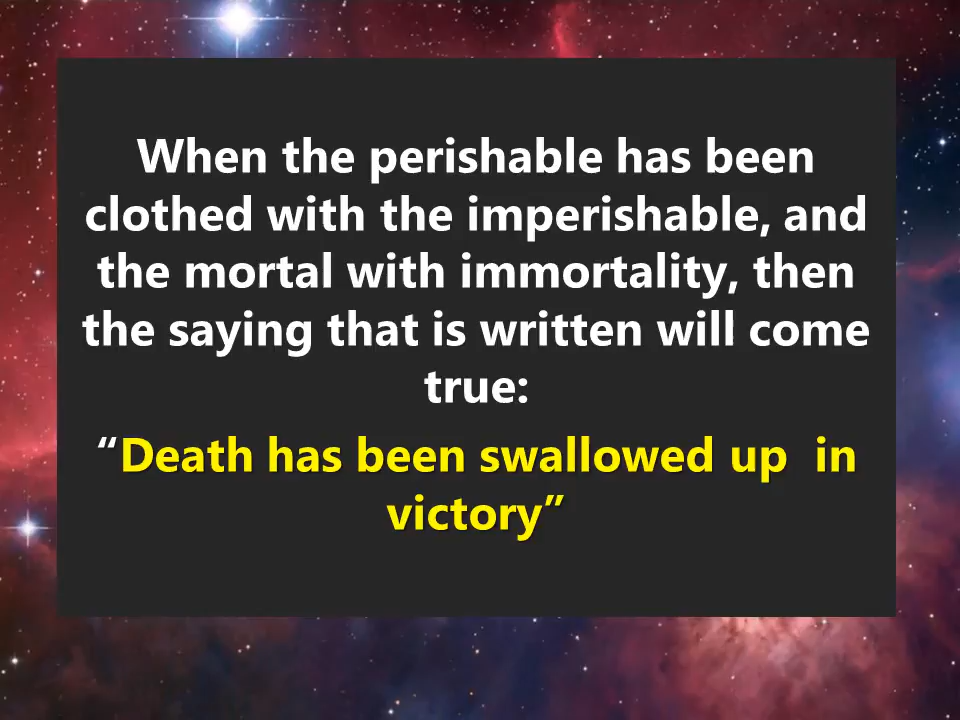 When the perishable has been
clothed with the imperishable, and
the mortal with immortality, then
the saying that is written will come
true:
“Death has been swallowed up  in
victory”